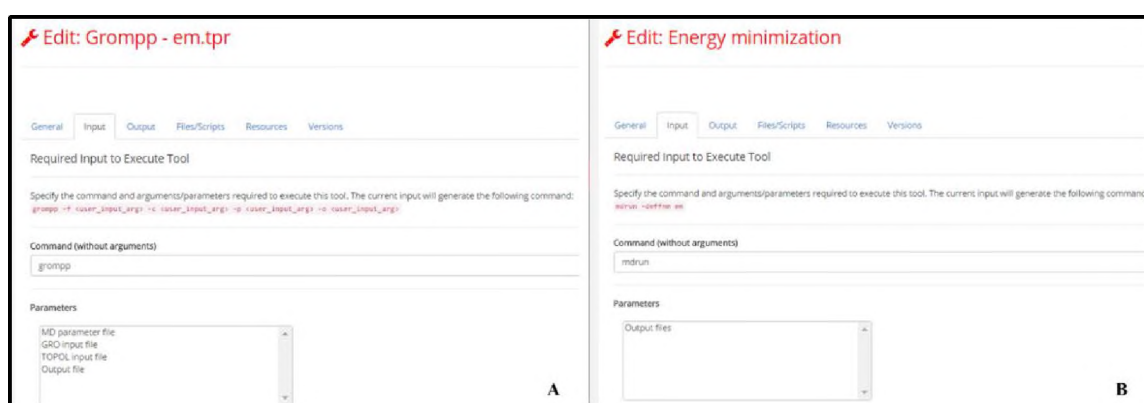 Edit: Grompp - em.tpr
General Input Output Files/Scripts Resources Versions
Required Input to Execute Tool
Specify the command and arguments/parameters required to execute this tool. The current input will generate the following command:
grompp -f <user_input_arg> -c <user_input_arg> -p <user_input_arg> -o <user_input_arg>
Command (without arguments)
grompp
Parameters
MD parameter file
GRO input file
TOPOL input file
Output file
A
Edit: Energy minimization
General Input Output Files/Scripts Resources Versions
Required Input to Execute Tool
Specify the command and arguments/parameters required to execute this tool. The current input will generate the following command
mdrun -deffnm em
Command (without arguments)
mdrun
Parameters
Output files
B